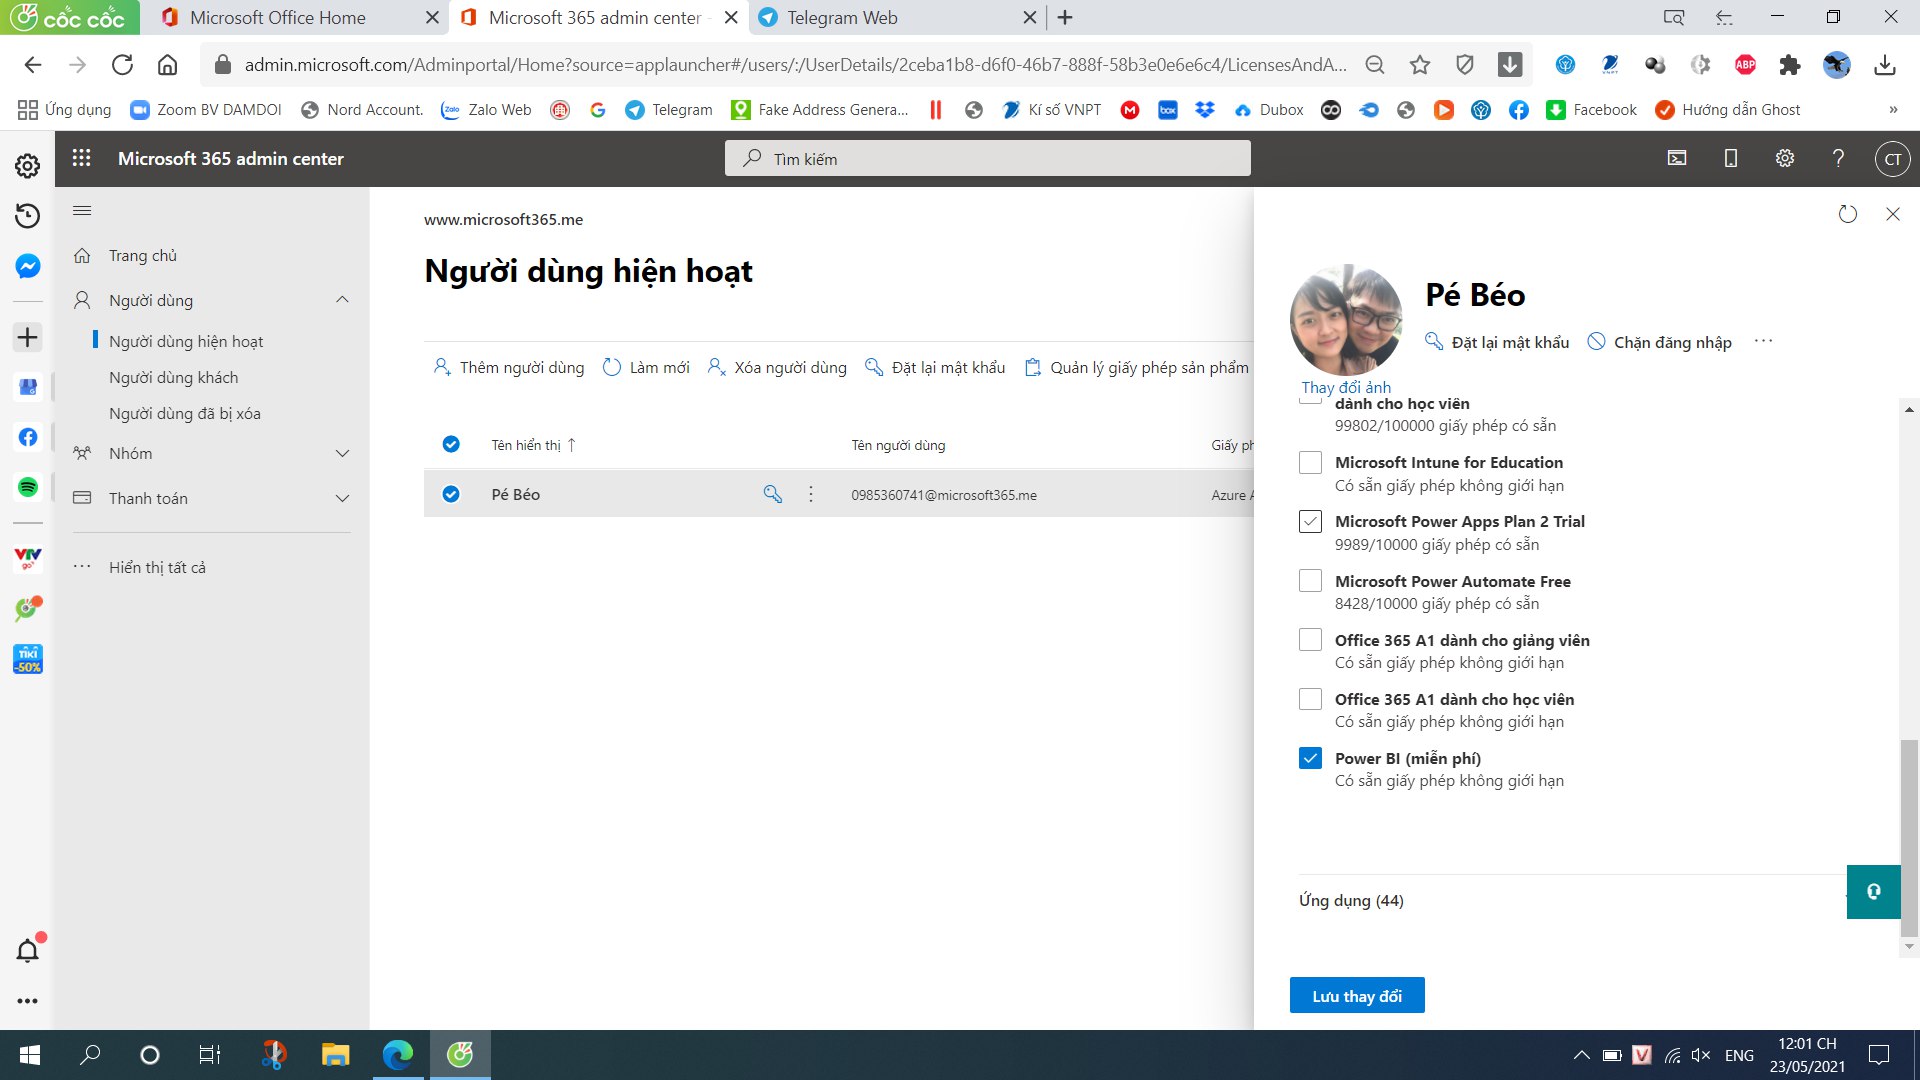 cốc cốc
Microsoft Office Home
Microsoft 365 admin center -
Telegram Web
admin.microsoft.com/Adminportal/Home?source=applauncher#/users/:/UserDetails/2ceba1b8-d6f0-46b7-888f-58b3e0e6e6c4/LicensesAndA...
VNPT
ABP
Ứng dụng
Zoom BV DAMDOI
Nord Account.
Zalo
Zalo Web
Telegram
Fake Address Genera...
Kí số VNPT
box
Dubox
Facebook
Hướng dẫn Ghost
»
Microsoft 365 admin center
Tìm kiếm
CT
www.microsoft365.me
Người dùng hiện hoạt
Trang chủ
Người dùng
Người dùng hiện hoạt
Người dùng khách
Người dùng đã bị xóa
Nhóm
Thanh toán
Hiển thị tất cả
VTV
go
TIKI
-50%
Thêm người dùng
Làm mới
Xóa người dùng
Đặt lại mật khẩu
Quản lý giấy phép sản phẩm
Tên hiển thị ↑
Tên người dùng
Giấy ph
Pé Béo
0985360741@microsoft365.me
Azure A
Pé Béo
Đặt lại mật khẩu
Chặn đăng nhập
Thay đổi ảnh
dành cho học viên
99802/100000 giấy phép có sẵn
Microsoft Intune for Education
Có sẵn giấy phép không giới hạn
Microsoft Power Apps Plan 2 Trial
9989/10000 giấy phép có sẵn
Microsoft Power Automate Free
8428/10000 giấy phép có sẵn
Office 365 A1 dành cho giảng viên
Có sẵn giấy phép không giới hạn
Office 365 A1 dành cho học viên
Có sẵn giấy phép không giới hạn
Power BI (miễn phí)
Có sẵn giấy phép không giới hạn
Ứng dụng (44)
Lưu thay đổi
V
ENG
12:01 CH
23/05/2021